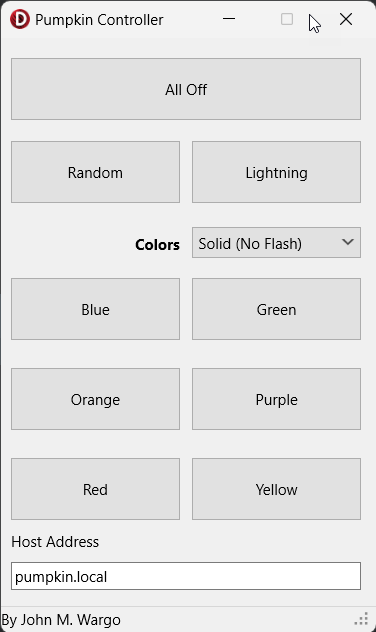 D Pumpkin Controller
All Off
Random Lightning
Colors Solid (No Flash)
Blue Green
Orange Purple
Red Yellow
Host Address
pumpkin.local
By John M. Wargo